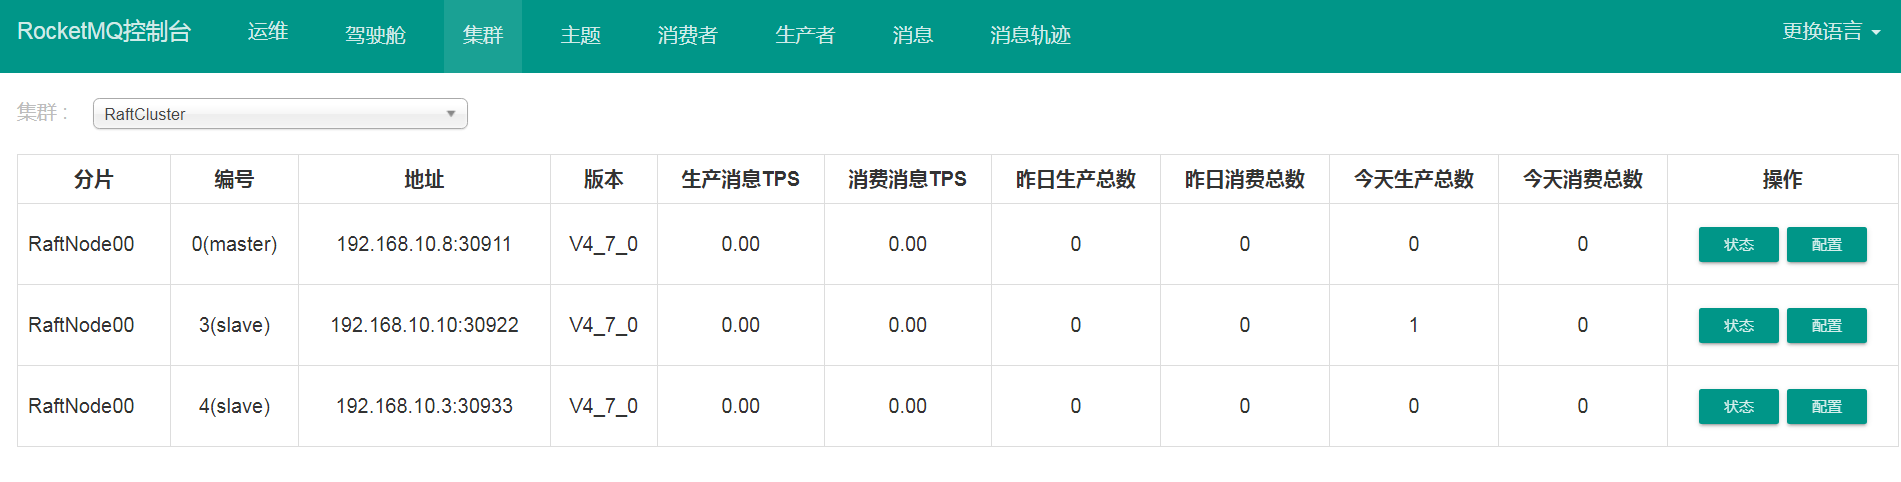 RocketMQ控制台 运维 驾驶舱 集群 主题 消费者 生产者 消息 消息轨迹 更换语言
集群： RaftCluster
分片 编号 地址 版本 生产消息TPS 消费消息TPS 昨日生产总数 昨日消费总数 今天生产总数 今天消费总数 操作
RaftNode00 0(master) 192.168.10.8:30911 V4_7_0 0.00 0.00 0 0 0 0 状态 配置
RaftNode00 3(slave) 192.168.10.10:30922 V4_7_0 0.00 0.00 0 0 1 0 状态 配置
RaftNode00 4(slave) 192.168.10.3:30933 V4_7_0 0.00 0.00 0 0 0 0 状态 配置